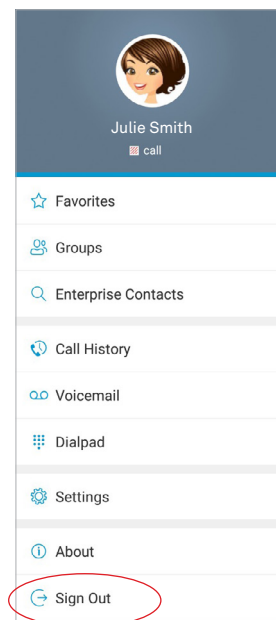 Julie Smith
call
Favorites
Groups
Enterprise Contacts
Call History
Voicemail
Dialpad
Settings
About
Sign Out